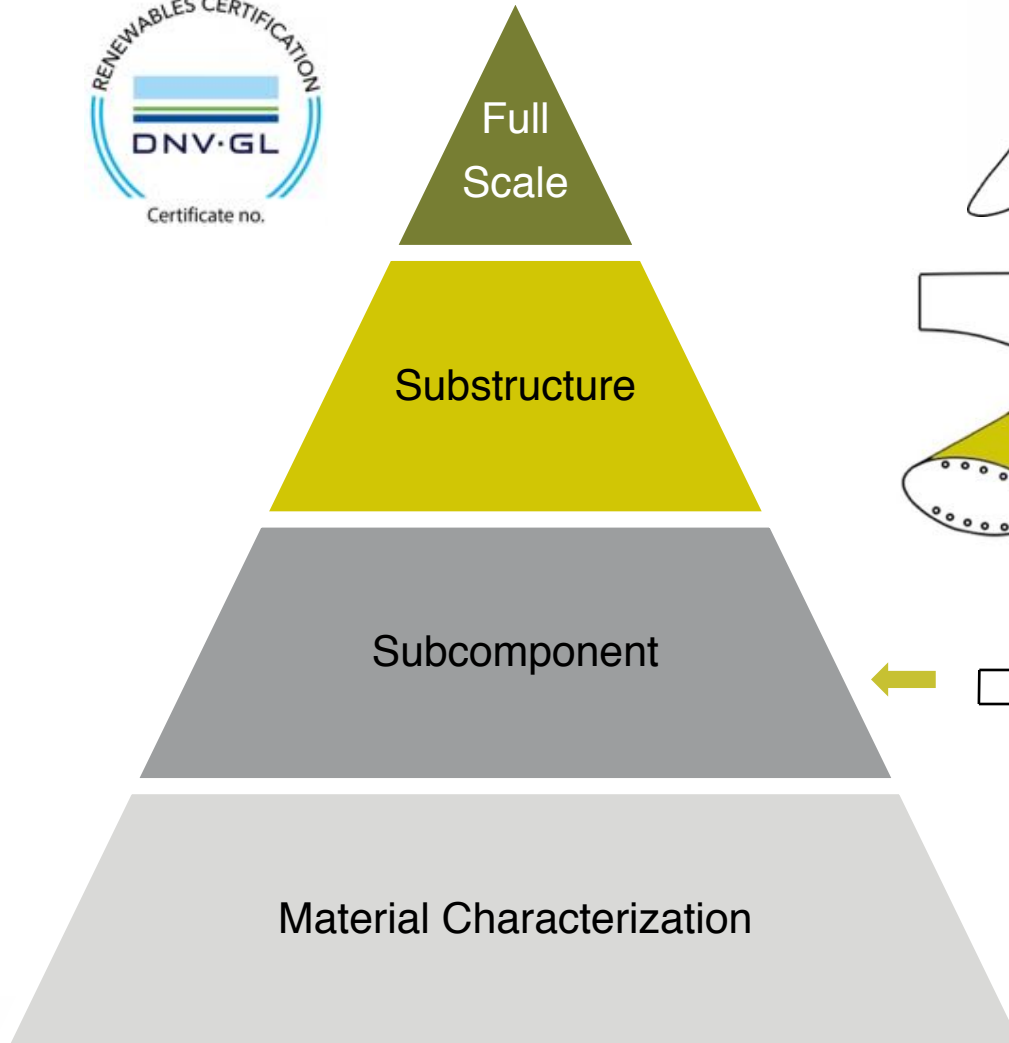 RENEWABLES CERTIFICATION
DNV·GL
Certificate no.
Full
Scale
Substructure
Subcomponent
Material Characterization